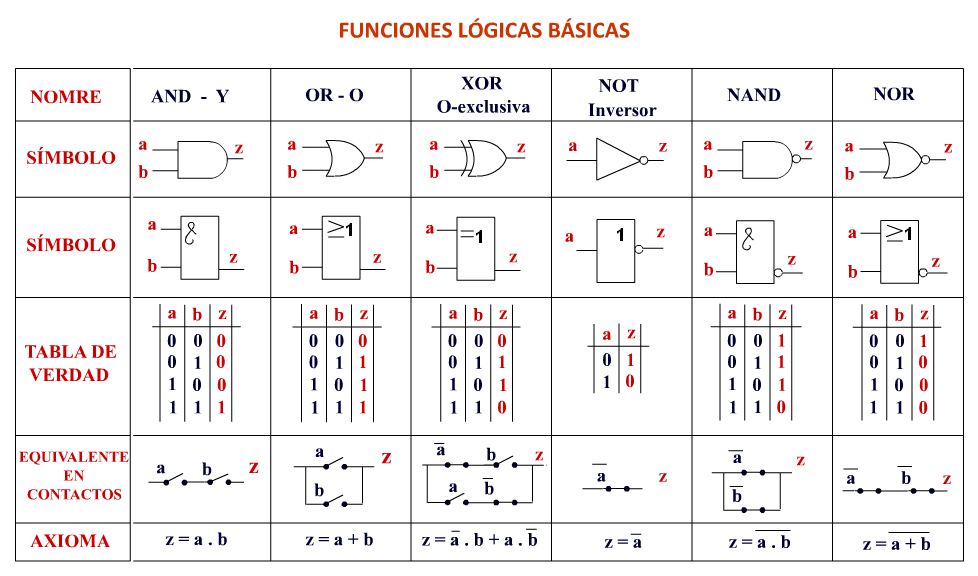 FUNCIONES LÓGICAS BÁSICAS
NOMRE
AND - Y
OR - O
XOR
O-exclusiva
NOT
Inversor
NAND
NOR
SÍMBOLO
a
b
z
a
b
z
a
b
z
a
z
a
b
z
a
b
z
SÍMBOLO
a
&
b
z
a
≥1
b
z
a
=1
b
z
a
1
z
a
&
b
z
a
≥1
b
z
TABLA DE
VERDAD
a b z
0 0 0
0 1 0
1 0 0
1 1 1
a b z
0 0 0
0 1 1
1 0 1
1 1 1
a b z
0 0 0
0 1 1
1 0 1
1 1 0
a z
0 1
1 0
a b z
0 0 1
0 1 1
1 0 1
1 1 0
a b z
0 0 1
0 1 0
1 0 0
1 1 0
EQUIVALENTE
EN
CONTACTOS
a b z
a z
b
a̅ b z
a b̅
a̅ z
a̅ z
b̅
a̅ b̅ z
AXIOMA
z = a . b
z = a + b
z = a̅ . b + a . b̅
z = a̅
z = a̅ ̅.̅ ̅b̅
z = a̅ ̅+̅ ̅b̅